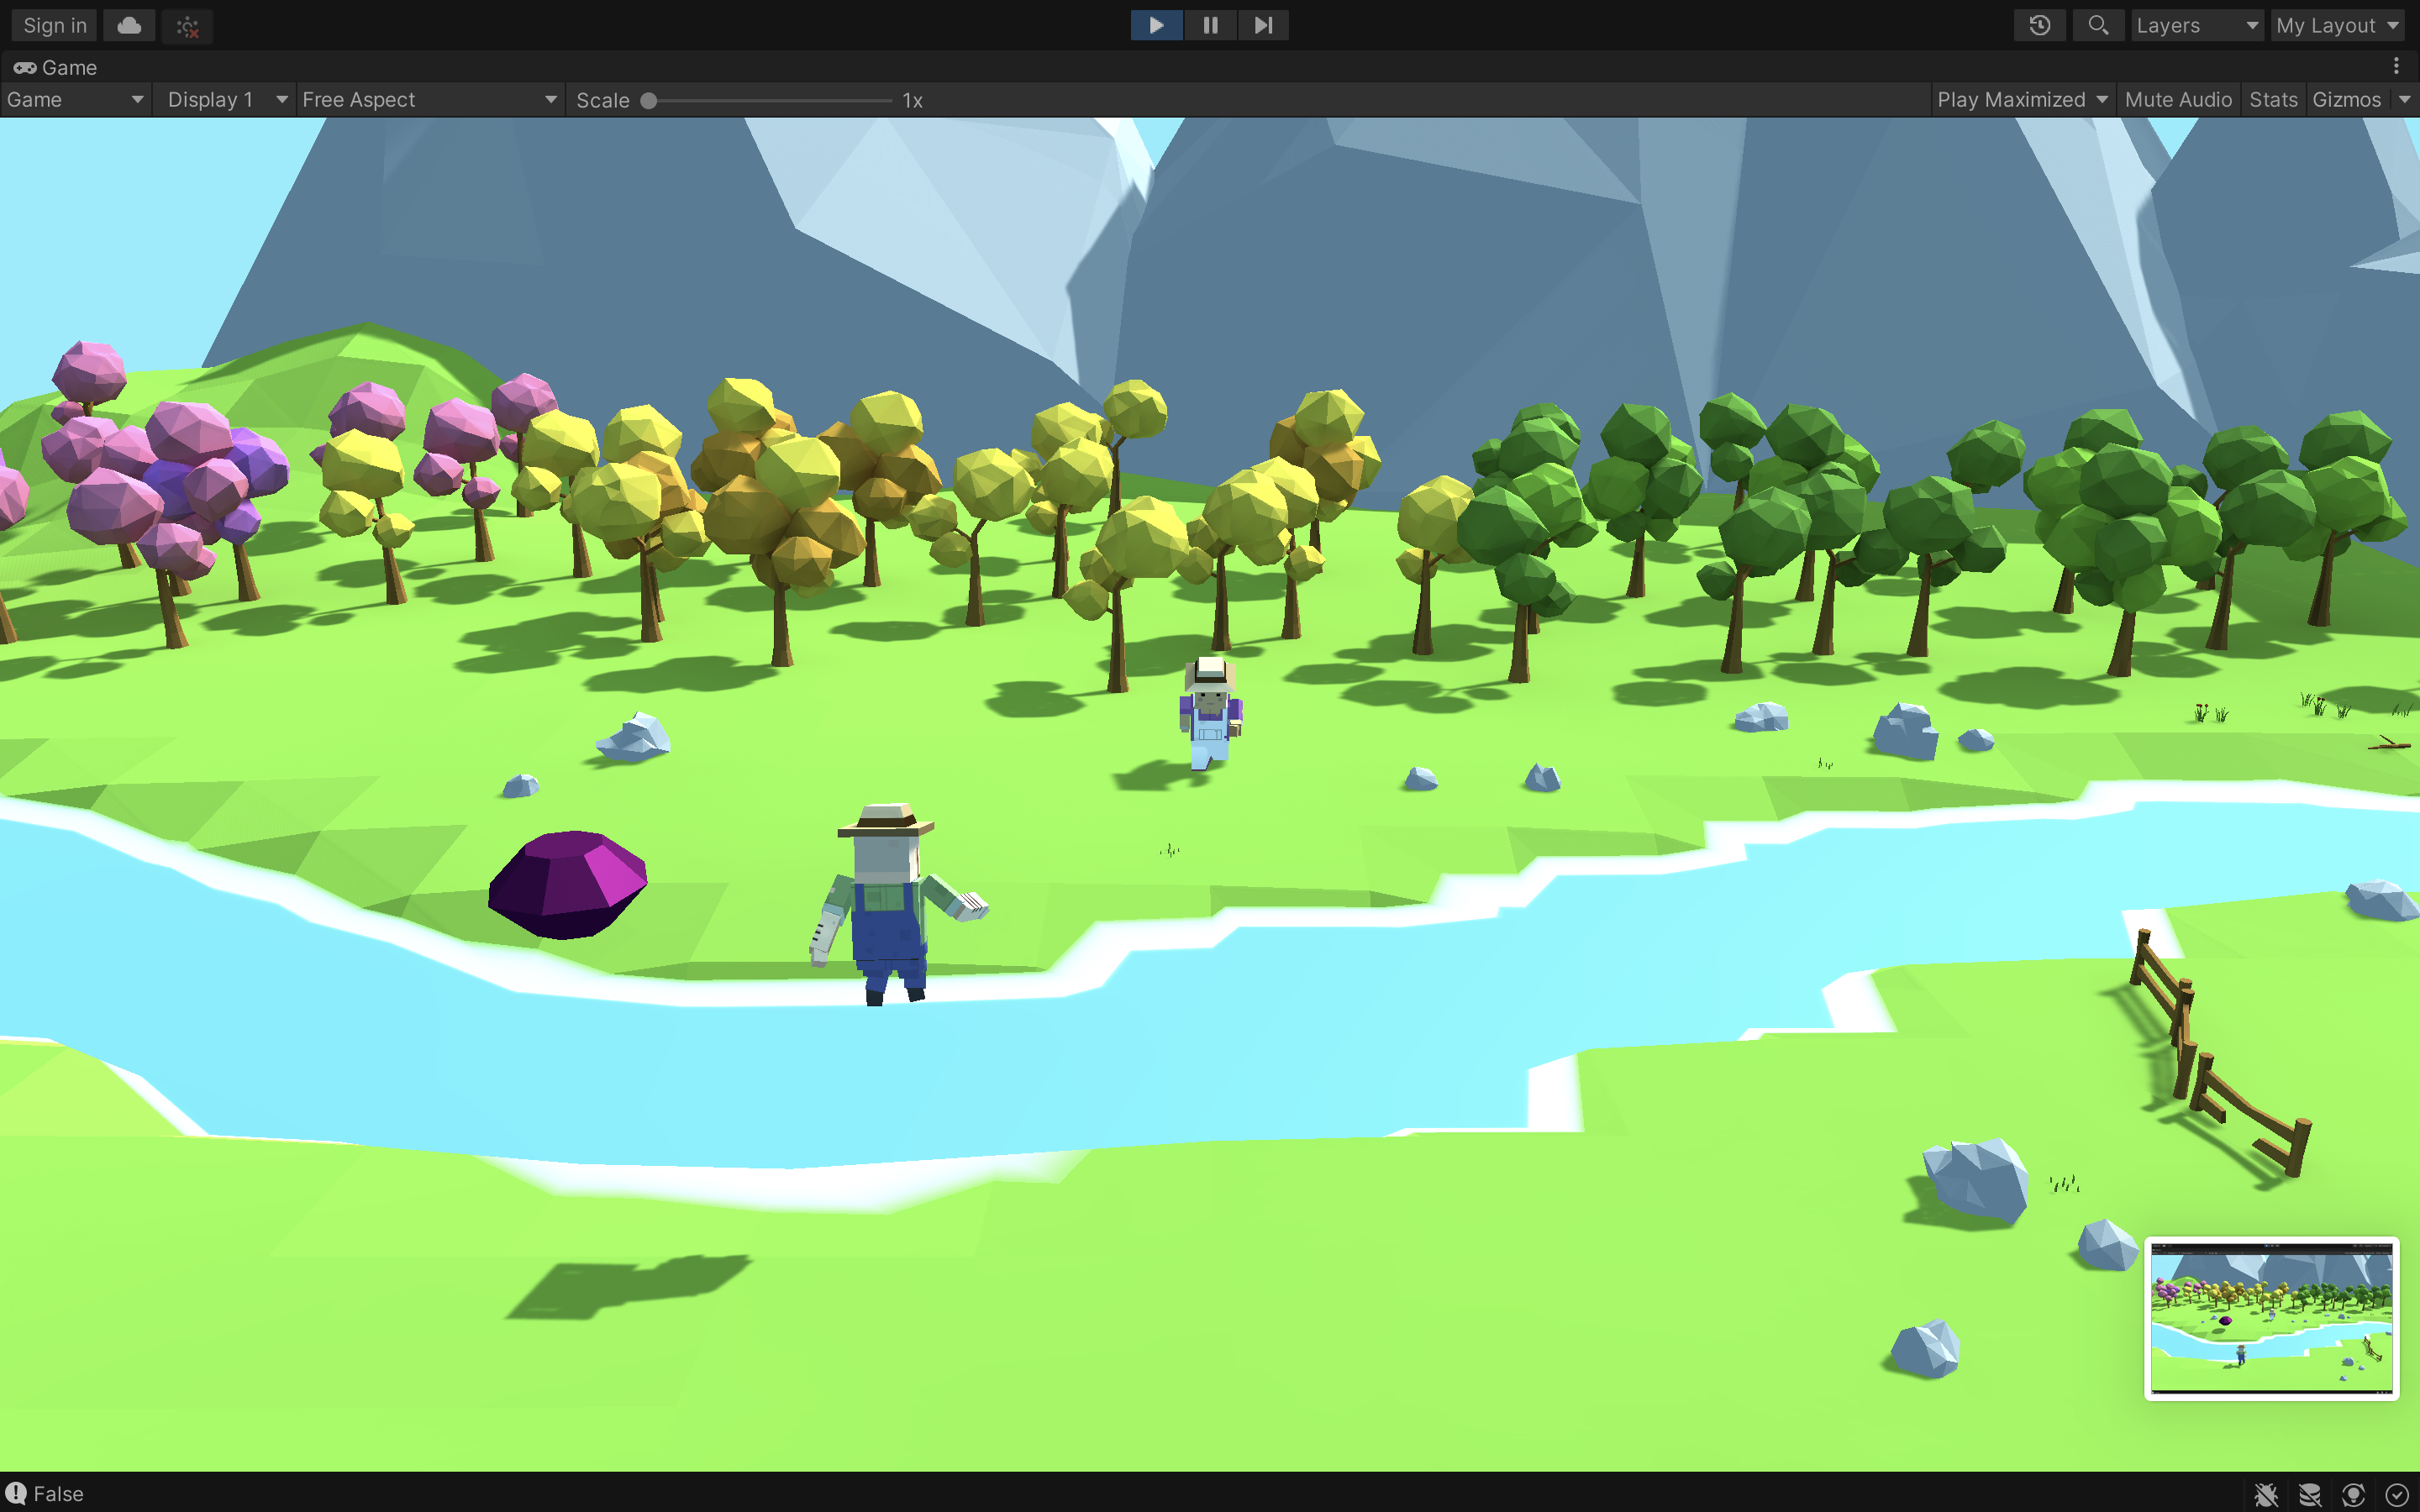 Sign in
Layers
My Layout
Game
Game
Display 1
Free Aspect
Scale
1x
Play Maximized
Mute Audio
Stats
Gizmos
False